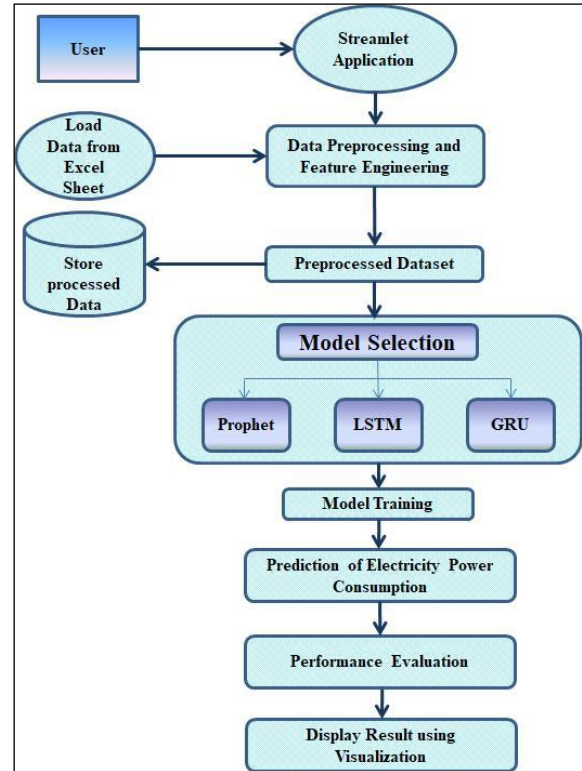 User
Streamlet
Application
Load
Data from
Excel
Sheet
Data Preprocessing and
Feature Engineering
Store
processed
Data
Preprocessed Dataset
Model Selection
Prophet
LSTM
GRU
Model Training
Prediction of Electricity Power
Consumption
Performance Evaluation
Display Result using
Visualization